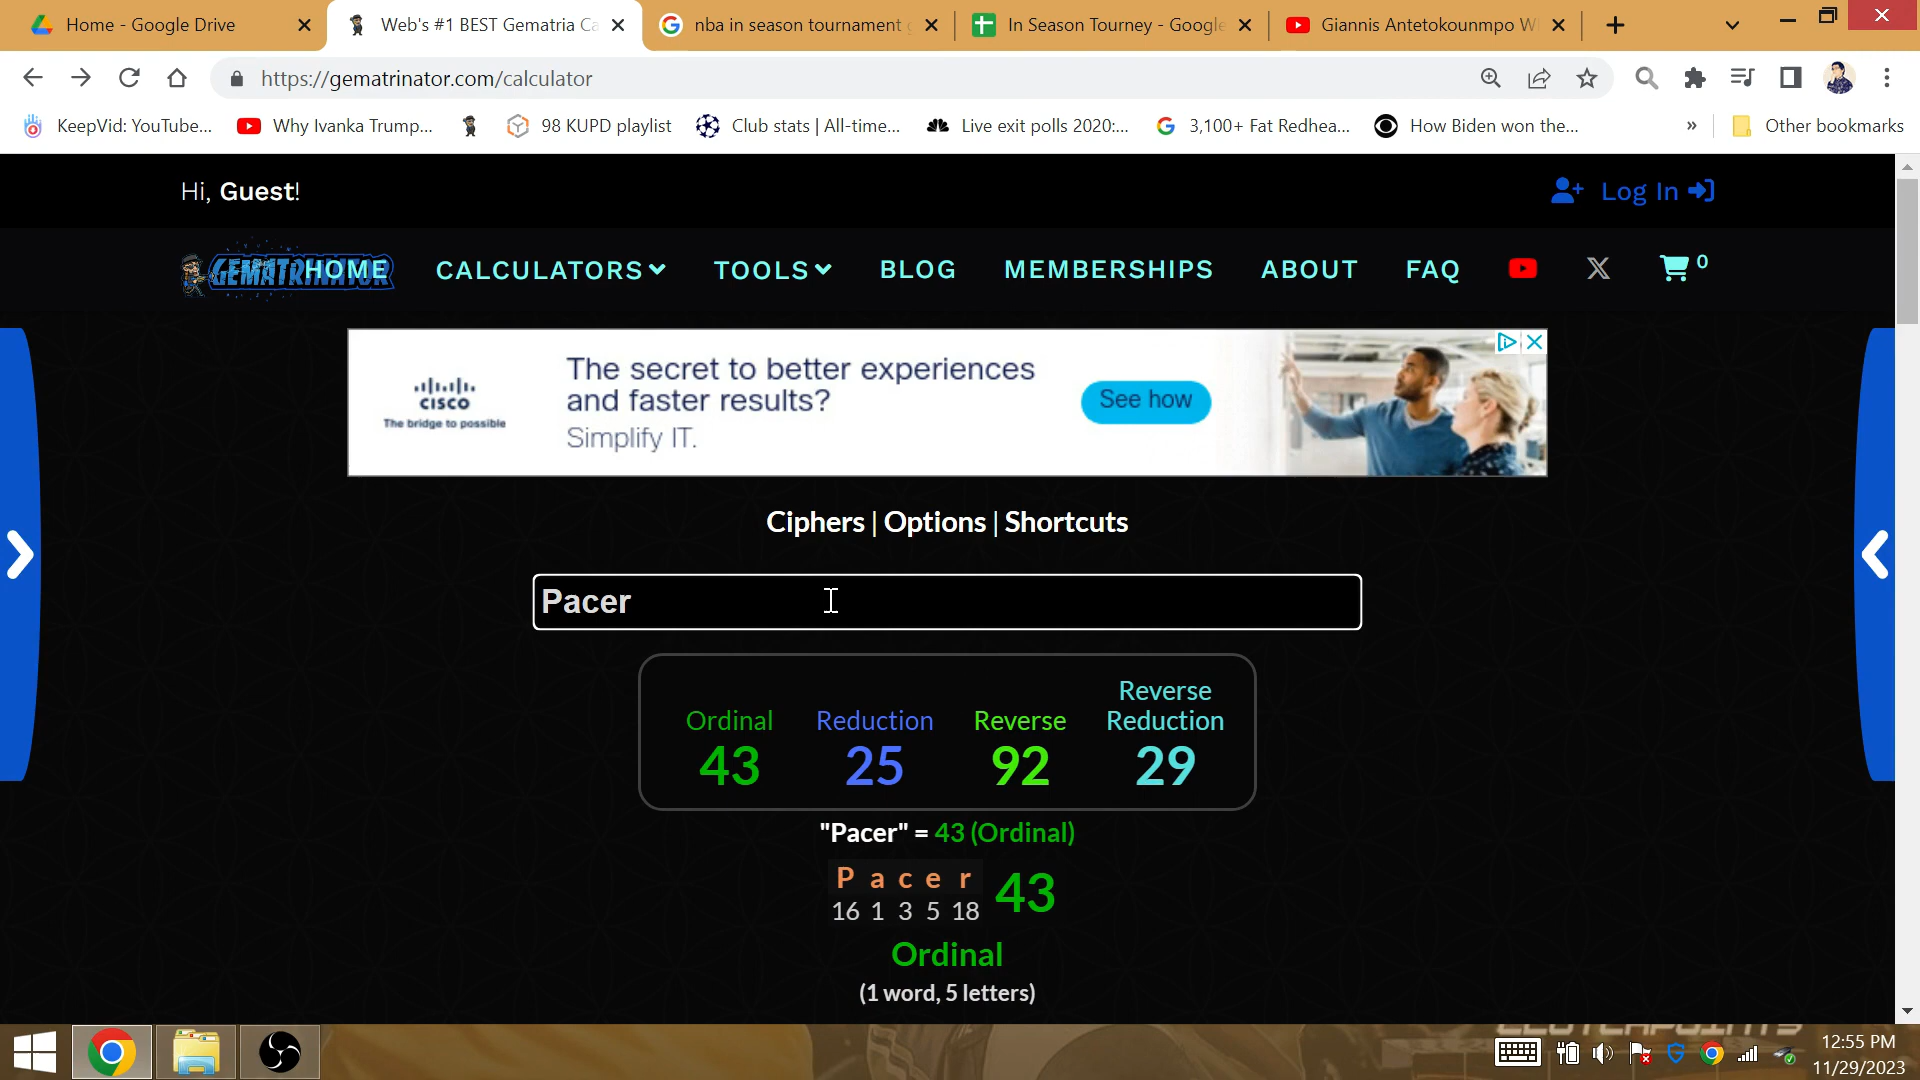 Home - Google Drive
Web's #1 BEST Gematria Ca
nba in season tournament g
In Season Tourney - Google
Giannis Antetokounmpo W
https://gematrinator.com/calculator
KeepVid: YouTube...
Why Ivanka Trump...
98 KUPD playlist
Club stats | All-time...
Live exit polls 2020:...
3,100+ Fat Redhea...
How Biden won the...
»
Other bookmarks
Hi, Guest!
Log In
GEMATRINATOR
HOME
CALCULATORS
TOOLS
BLOG
MEMBERSHIPS
ABOUT
FAQ
0
CISCO
The bridge to possible
The secret to better experiences
and faster results?
Simplify IT.
See how
Ciphers | Options | Shortcuts
Pacer
Ordinal
43
Reduction
25
Reverse
92
Reverse
Reduction
29
"Pacer" = 43 (Ordinal)
P a c e r
16 1 3 5 18
43
Ordinal
(1 word, 5 letters)
CLUTCHPOINTS
12:55 PM
11/29/2023